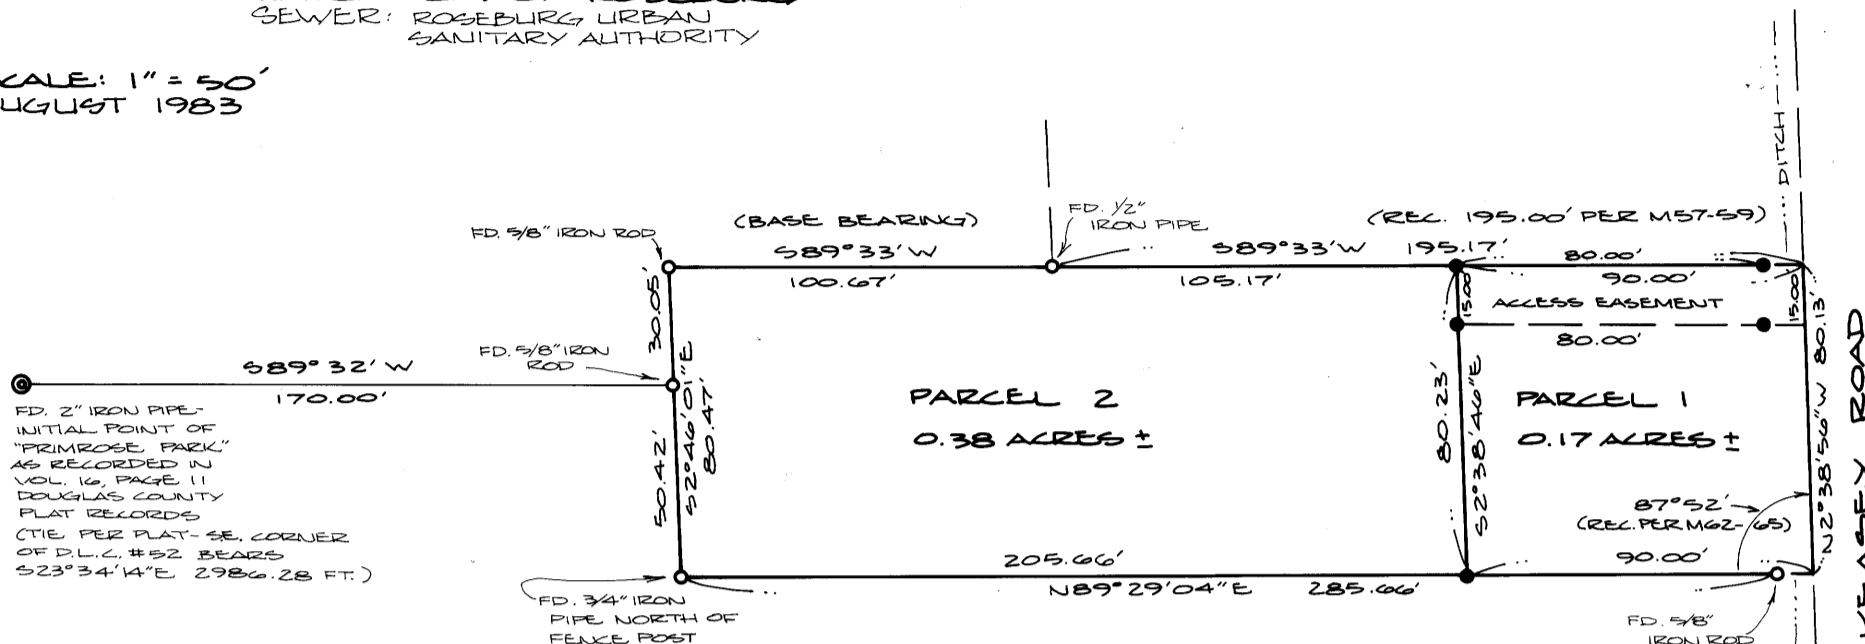 SEWER: ROSEBURG URBAN
SANITARY AUTHORITY
CALE: 1" = 50'
UGUST 1983
DITCH
FD. 5/8" IRON ROD
(BASE BEARING)
S89°33'W
100.67'
FD. 1/2"
IRON PIPE
(REC. 195.00' PER M57-59)
S89°33'W 195.17'
105.17'
80.00'
90.00'
15.00'
ACCESS EASEMENT
15.00'
80.00'
30.05'
FD. 5/8" IRON
ROD
S89°32'W
170.00'
FD. 2" IRON PIPE-
INITIAL POINT OF
"PRIMROSE PARK"
AS RECORDED IN
VOL. 16, PAGE 11
DOUGLAS COUNTY
PLAT RECORDS
(TIE PER PLAT-SE. CORNER
OF D.L.C. #52 BEARS
S23°34'14"E 2986.28 FT.)
50.42'
S2°46'01"E
80.47'
PARCEL 2
0.38 ACRES ±
80.23'
S2°38'46"E
PARCEL 1
0.17 ACRES ±
87°52'
(REC. PER M62-65)
90.00'
N2°38'56"W 80.13'
ROAD
205.66'
N89°29'04"E 285.66'
FD. 3/4" IRON
PIPE NORTH OF
FENCE POST
FD. 5/8"
IRON ROD